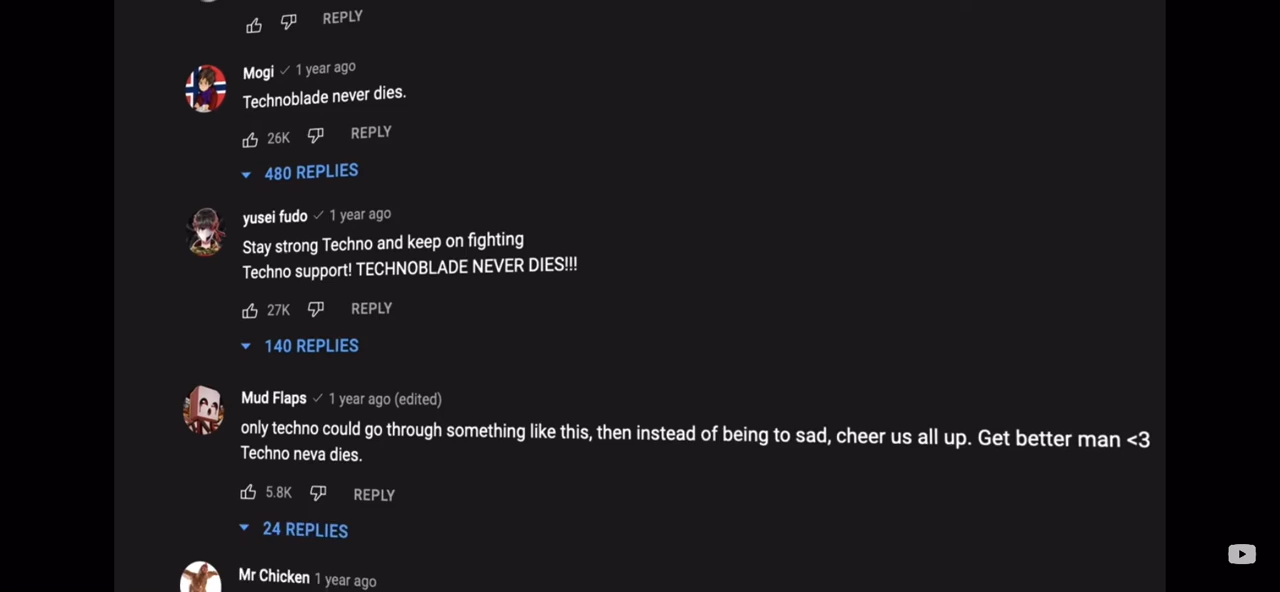 REPLY
Mogi 1 year ago
Technoblade never dies.
26K REPLY
480 REPLIES
yusei fudo 1 year ago
Stay strong Techno and keep on fighting
Techno support! TECHNOBLADE NEVER DIES!!!
27K REPLY
140 REPLIES
Mud Flaps 1 year ago (edited)
only techno could go through something like this, then instead of being to sad, cheer us all up. Get better man <3
Techno neva dies.
5.8K REPLY
24 REPLIES
Mr Chicken 1 year ago